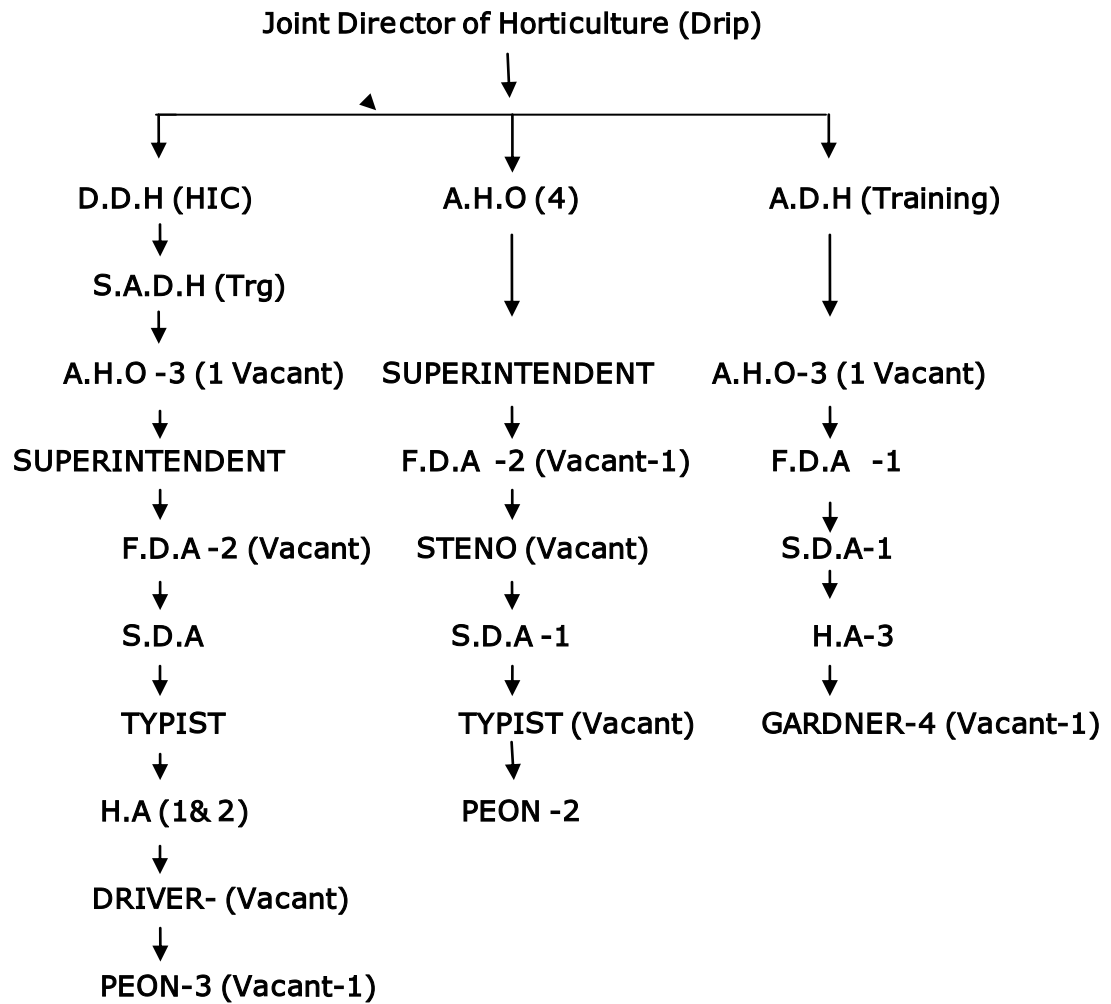 Joint Director of Horticulture (Drip)
D.D.H (HIC) A.H.O (4) A.D.H (Training)
S.A.D.H (Trg)
A.H.O -3 (1 Vacant) SUPERINTENDENT A.H.O-3 (1 Vacant)
SUPERINTENDENT F.D.A -2 (Vacant-1) F.D.A -1
F.D.A -2 (Vacant) STENO (Vacant) S.D.A-1
S.D.A S.D.A -1 H.A-3
TYPIST TYPIST (Vacant) GARDNER-4 (Vacant-1)
H.A (1& 2) PEON -2
DRIVER- (Vacant)
PEON-3 (Vacant-1)